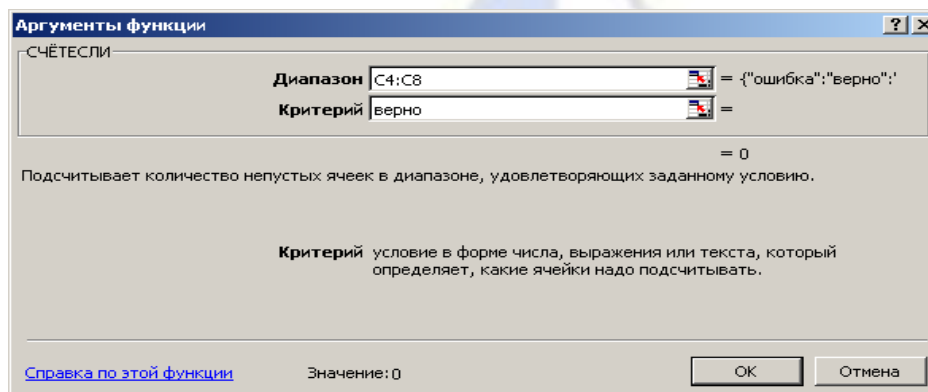 Аргументы функции
СЧЁТЕСЛИ
Диапазон C4:C8 = {"ошибка":"верно":'
Критерий верно =
= 0
Подсчитывает количество непустых ячеек в диапазоне, удовлетворяющих заданному условию.
Критерий условие в форме числа, выражения или текста, который
определяет, какие ячейки надо подсчитывать.
Справка по этой функции Значение:0 ОК Отмена